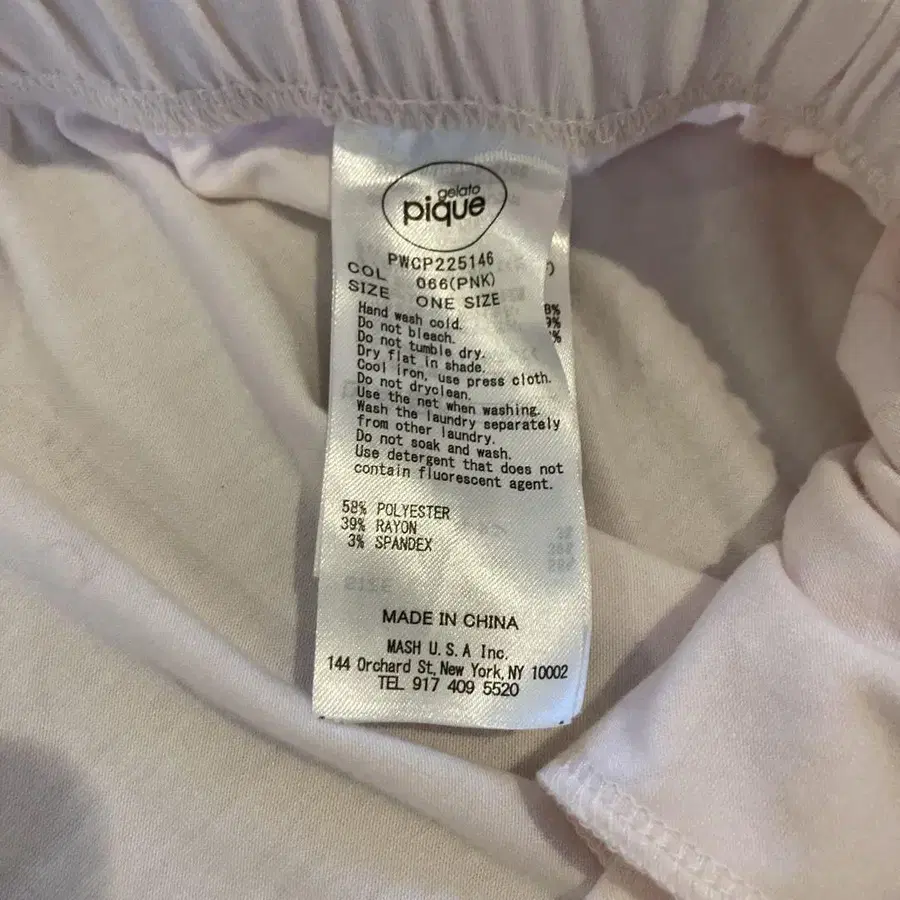 gelato
pique
PWCP225146
COL 066(PNK)
SIZE ONE SIZE
Hand wash cold.
Do not bleach.
Do not tumble dry.
Dry flat in shade.
Cool iron, use press cloth.
Do not dryclean.
Use the net when washing.
Wash the laundry separately
from other laundry.
Do not soak and wash.
Use detergent that does not
contain fluorescent agent.
58% POLYESTER
39% RAYON
3% SPANDEX
MADE IN CHINA
MASH U.S.A Inc.
144 Orchard St, New York, NY 10002
TEL 917 409 5520